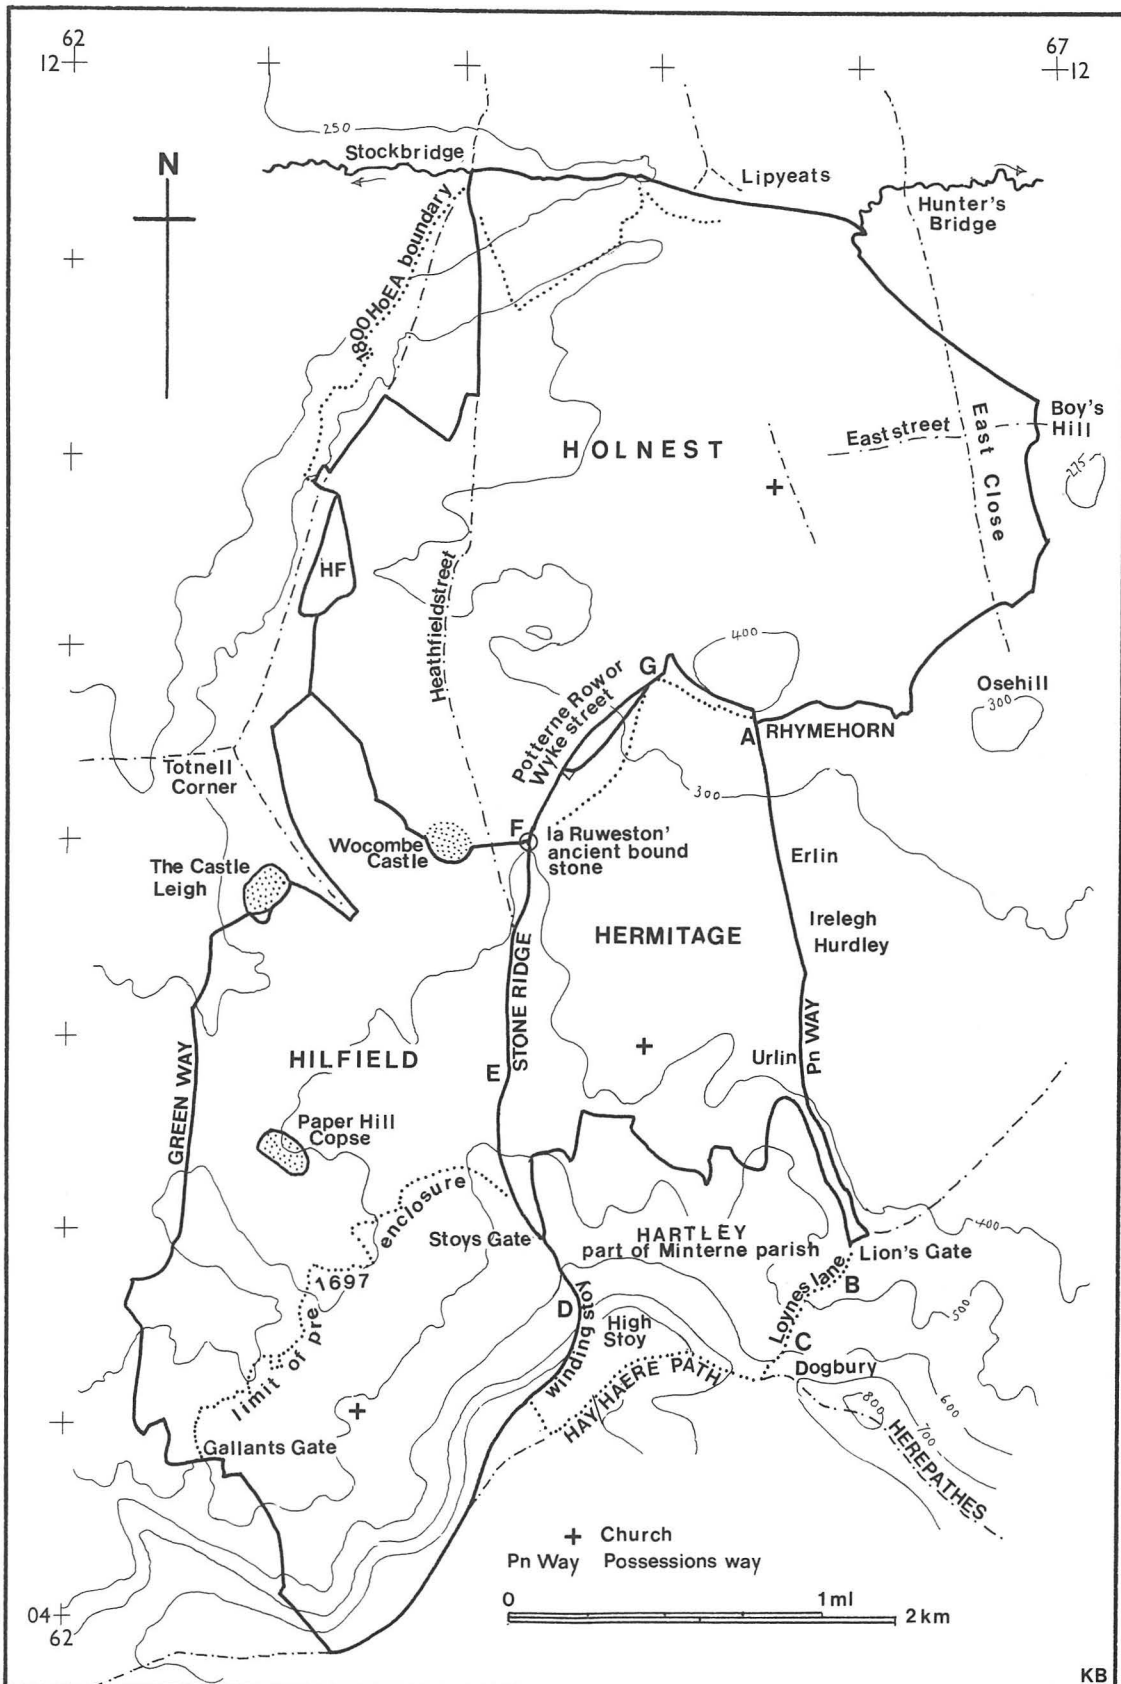 62
12
67
12
N
250
Stockbridge
Lipyeats
Hunter's
Bridge
1800 HoEA boundary
HOLNEST
East street
Boy's
Hill
East Close
275
HF
Heathfieldstreet
400
G
Potterne Row or
Wyke street
Osehill
300
A
RHYMEHORN
Totnell
Corner
300
F
la Ruweston'
ancient bound
stone
Wocombe
Castle
Erlin
The Castle
Leigh
Irelegh
Hurdley
HERMITAGE
STONE RIDGE
Pn WAY
HILFIELD
E
Urlin
GREEN WAY
Paper Hill
Copse
400
limit of pre 1697 enclosure
Stoys Gate
HARTLEY
part of Minterne parish
Lion's Gate
B
Loynes lane
D
winding stoy
High
Stoy
500
C
Dogbury
HAY HAERE PATH
600
700
800
HEREPATHES
Gallants Gate
+ Church
Pn Way Possessions way
04
62
0 1ml
2 km
KB